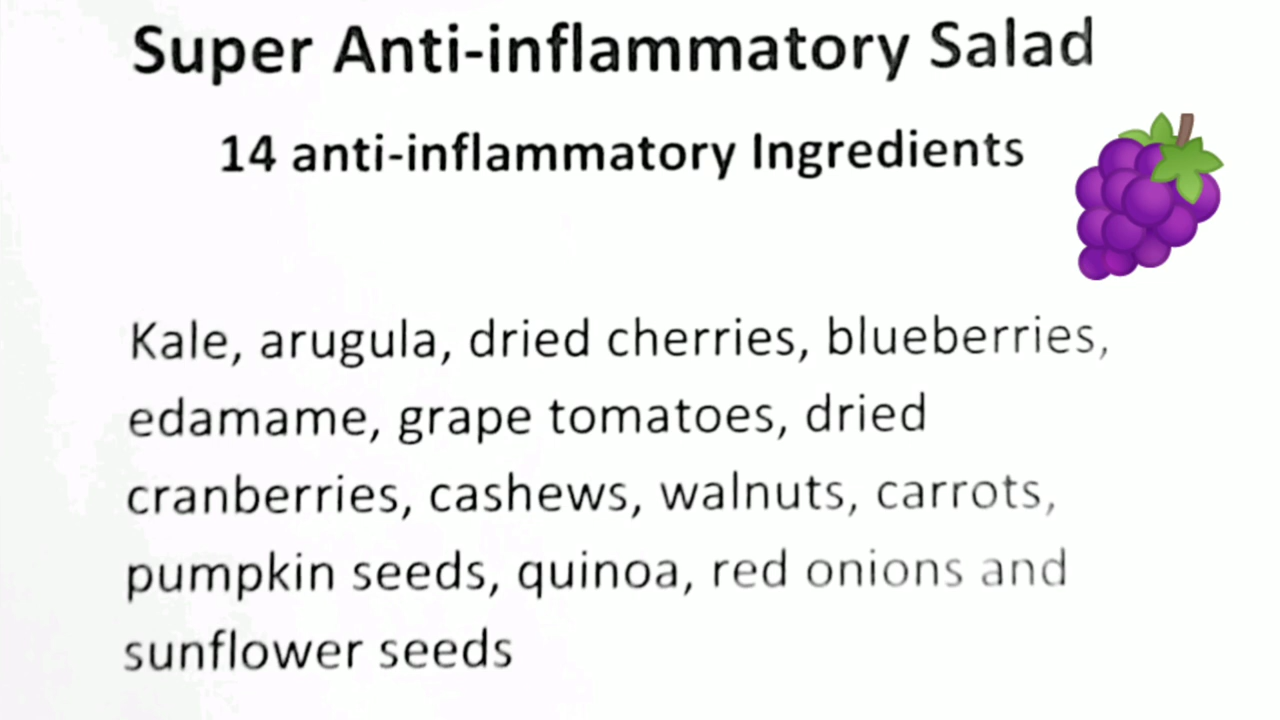 Super Anti-inflammatory Salad
14 anti-inflammatory Ingredients
Kale, arugula, dried cherries, blueberries,
edamame, grape tomatoes, dried
cranberries, cashews, walnuts, carrots,
pumpkin seeds, quinoa, red onions and
sunflower seeds